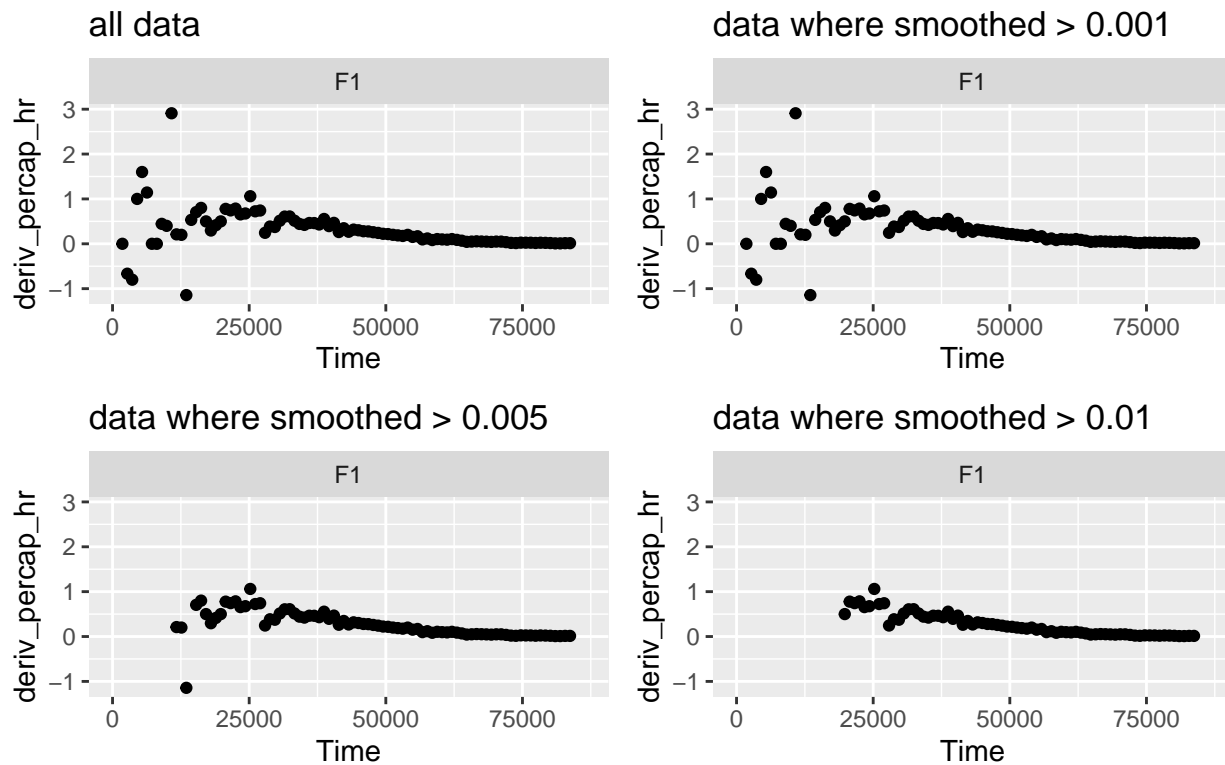 all data
F1
deriv_percap_hr
3
2
1
0
−1
0 25000 50000 75000
Time
data where smoothed > 0.001
F1
deriv_percap_hr
3
2
1
0
−1
0 25000 50000 75000
Time
data where smoothed > 0.005
F1
deriv_percap_hr
3
2
1
0
−1
0 25000 50000 75000
Time
data where smoothed > 0.01
F1
deriv_percap_hr
3
2
1
0
−1
0 25000 50000 75000
Time